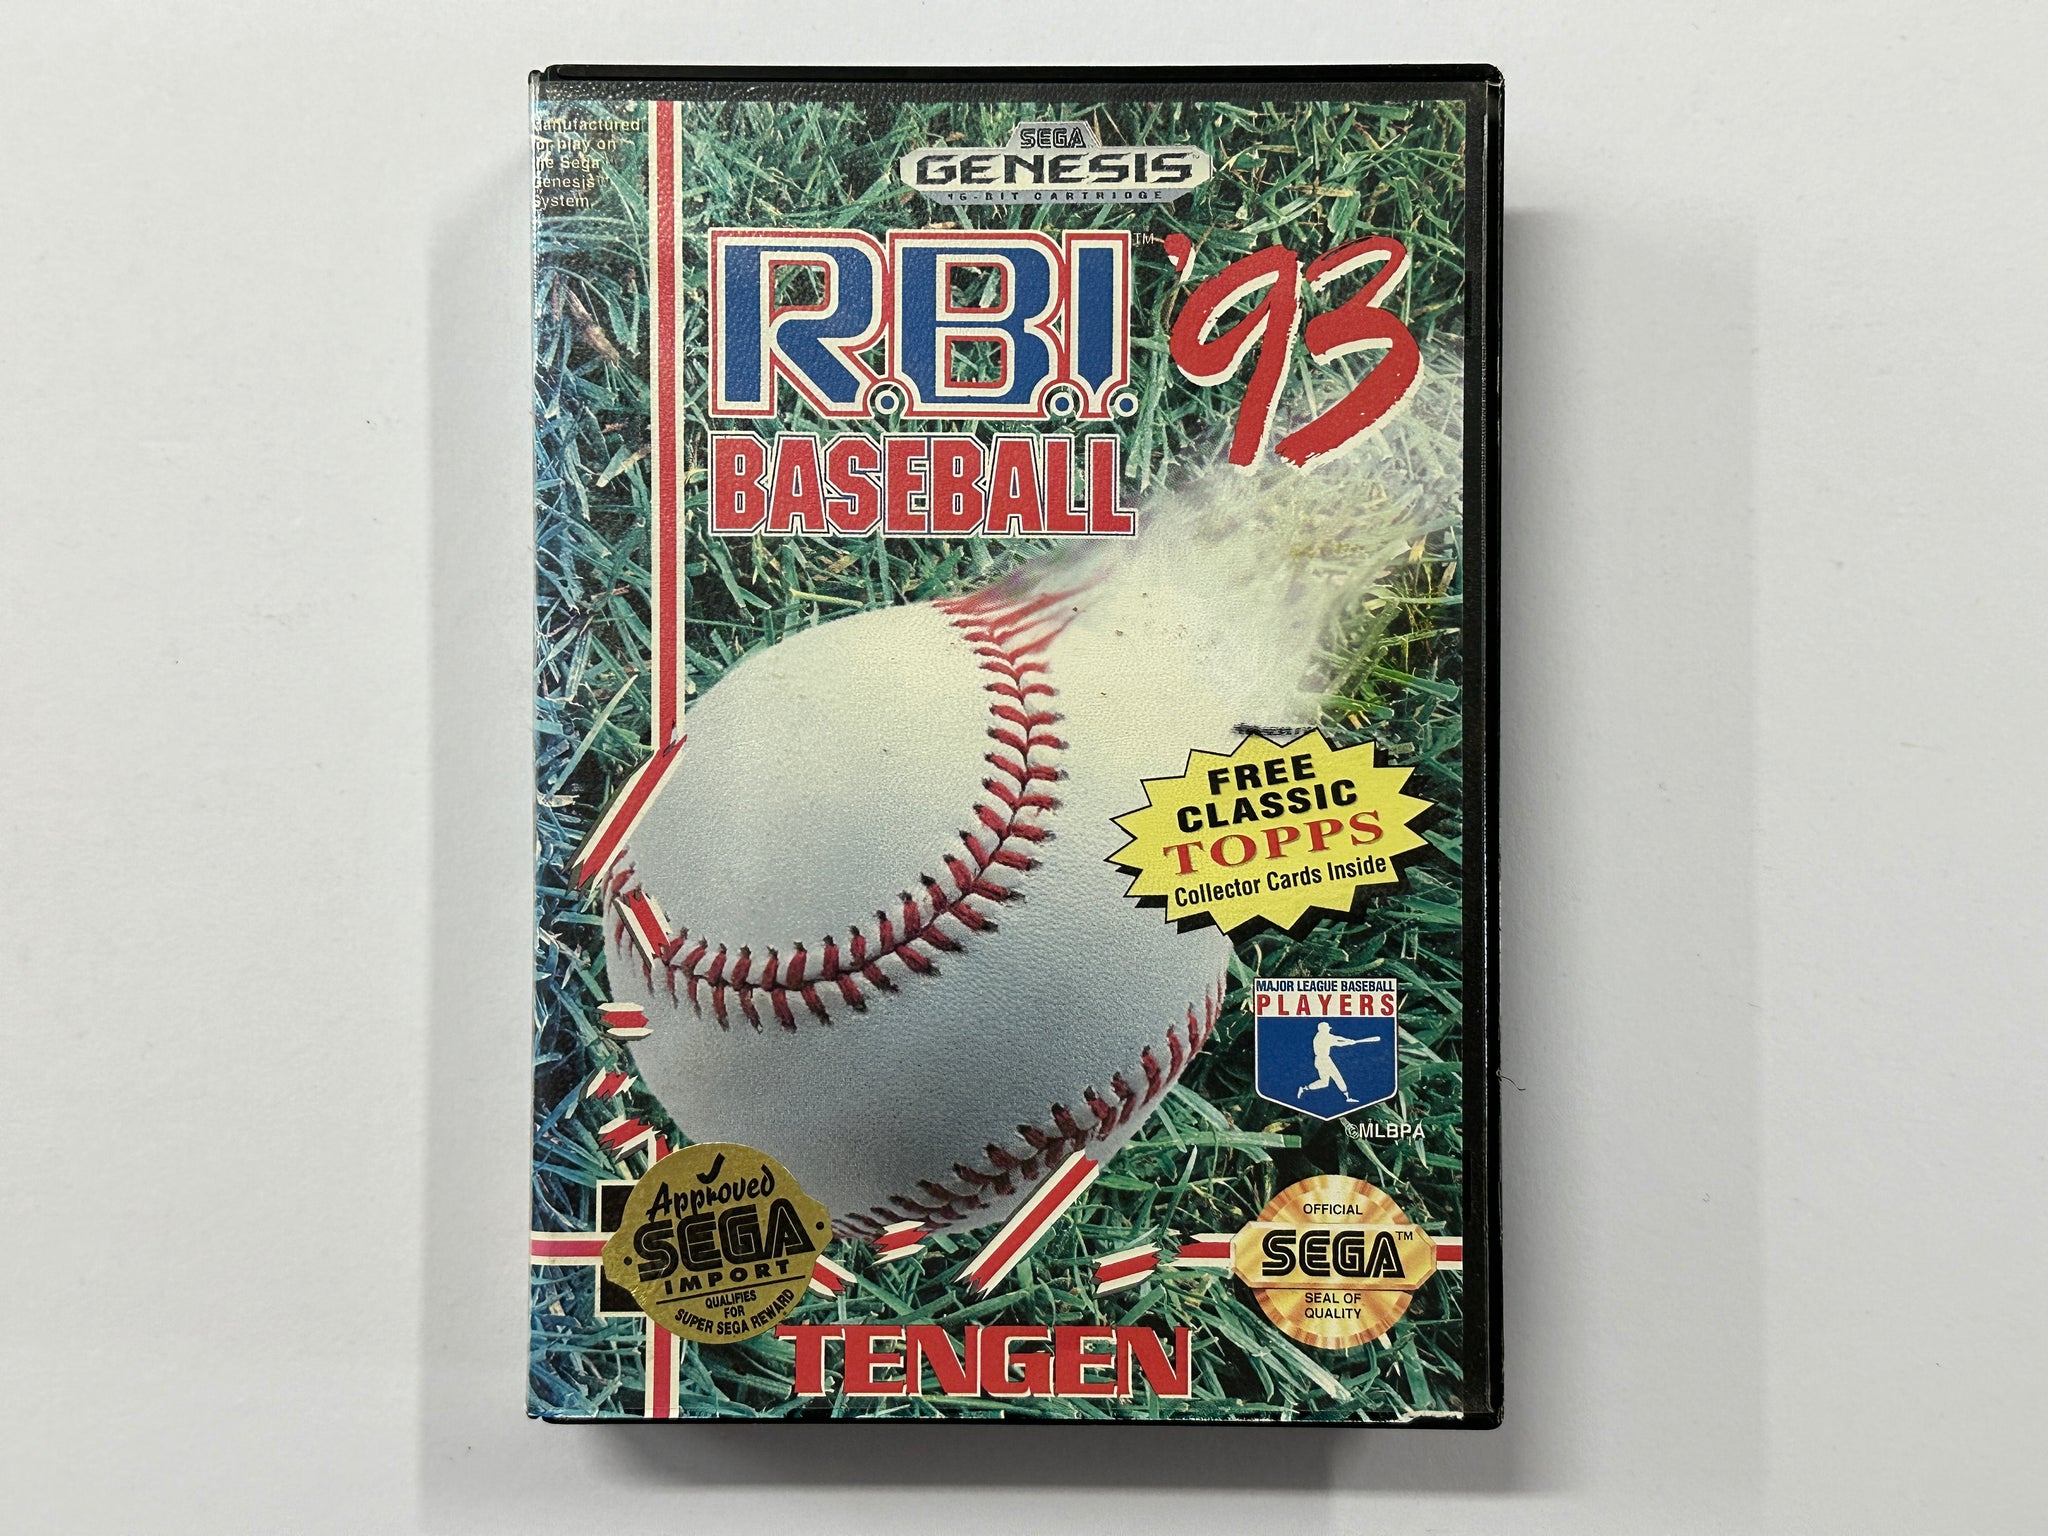 Manufactured
for play on
the Sega
Genesis™
System.
SEGA
GENESIS™
16-BIT CARTRIDGE
R.B.I.™ '93
BASEBALL
FREE
CLASSIC
TOPPS
Collector Cards Inside
MAJOR LEAGUE BASEBALL
PLAYERS
©MLBPA
Approved
SEGA
IMPORT
QUALIFIES
FOR
SUPER SEGA REWARD
OFFICIAL
SEGA™
SEAL OF
QUALITY
TENGEN